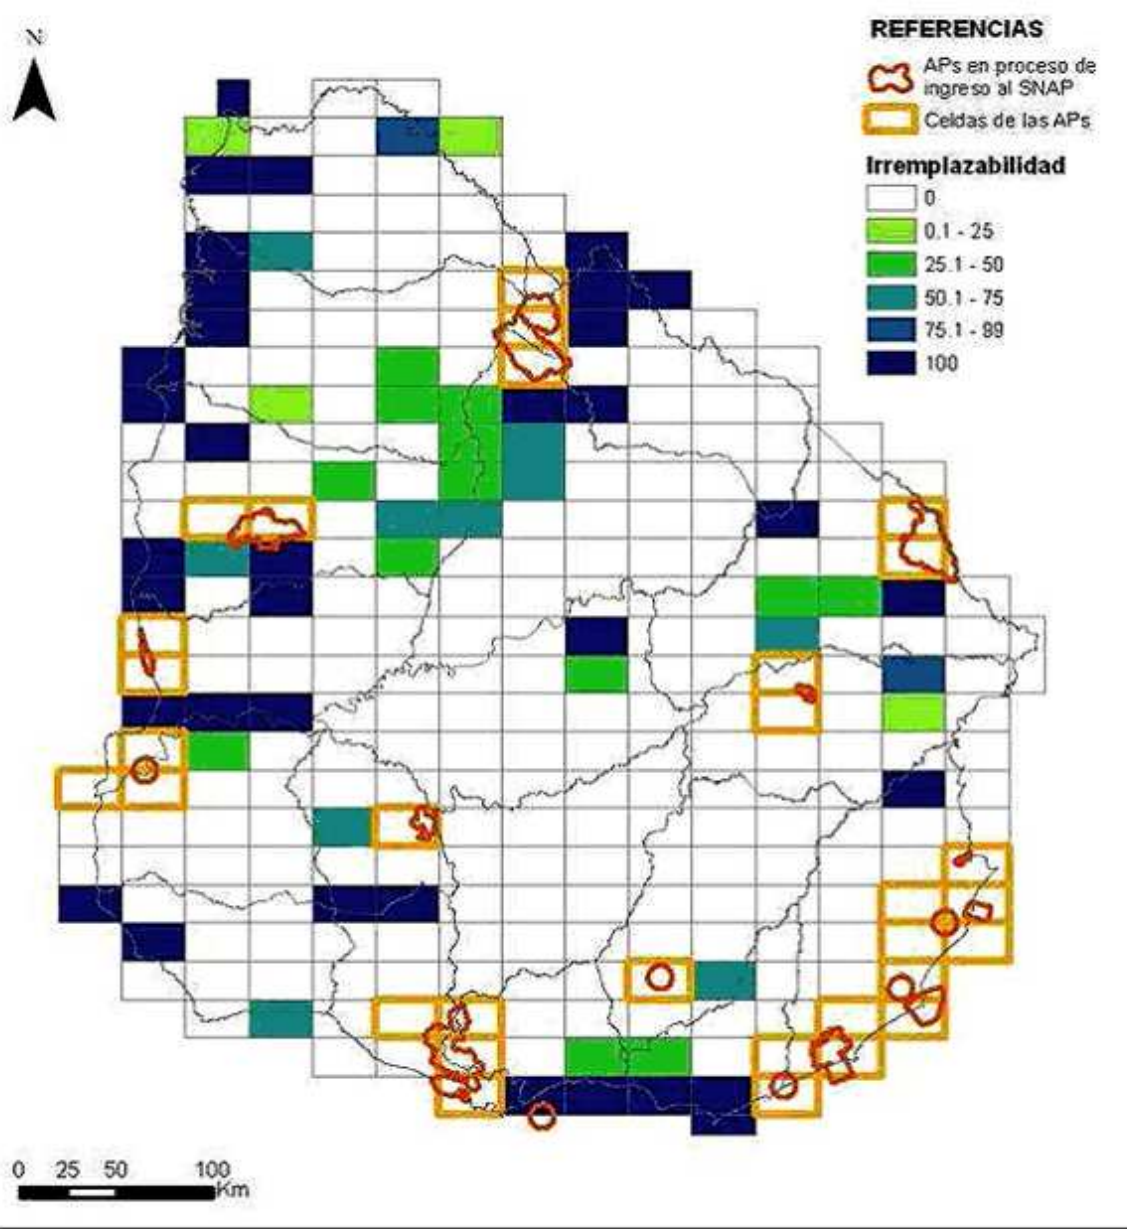 N
REFERENCIAS
APs en proceso de
ingreso al SNAP
Celdas de las APs
Irremplazabilidad
0
0.1 - 25
25.1 - 50
50.1 - 75
75.1 - 99
100
0 25 50 100
Km